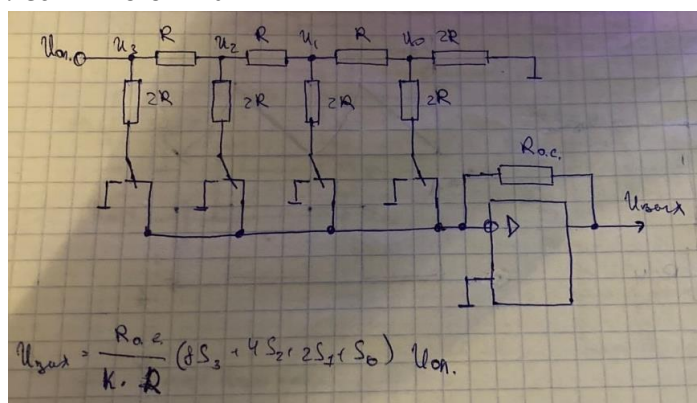 Uоп. U3 R U2 R U1 R U0 2R
2R 2R 2R 2R
Rо.с.
Uвых
Uвых = Rо.с. / K · R (8S3 + 4S2 + 2S1 + S0) Uоп.